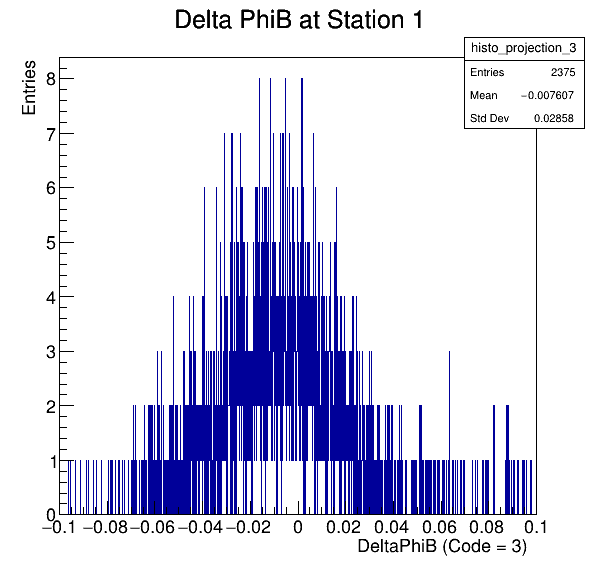 Delta PhiB at Station 1
histo_projection_3
Entries 2375
Mean −0.007607
Std Dev 0.02858
Entries
8
7
6
5
4
3
2
1
0
−0.1 −0.08 −0.06 −0.04 −0.02 0 0.02 0.04 0.06 0.08 0.1
DeltaPhiB (Code = 3)